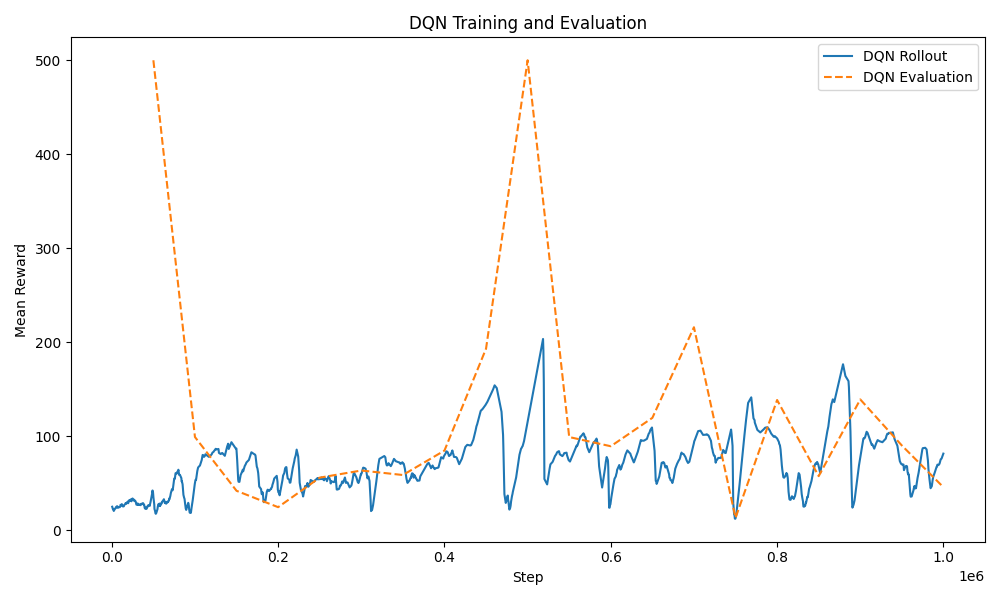 DQN Training and Evaluation
DQN Rollout
DQN Evaluation
Mean Reward
500
400
300
200
100
0
0.0
0.2
0.4
0.6
0.8
1.0
1e6
Step